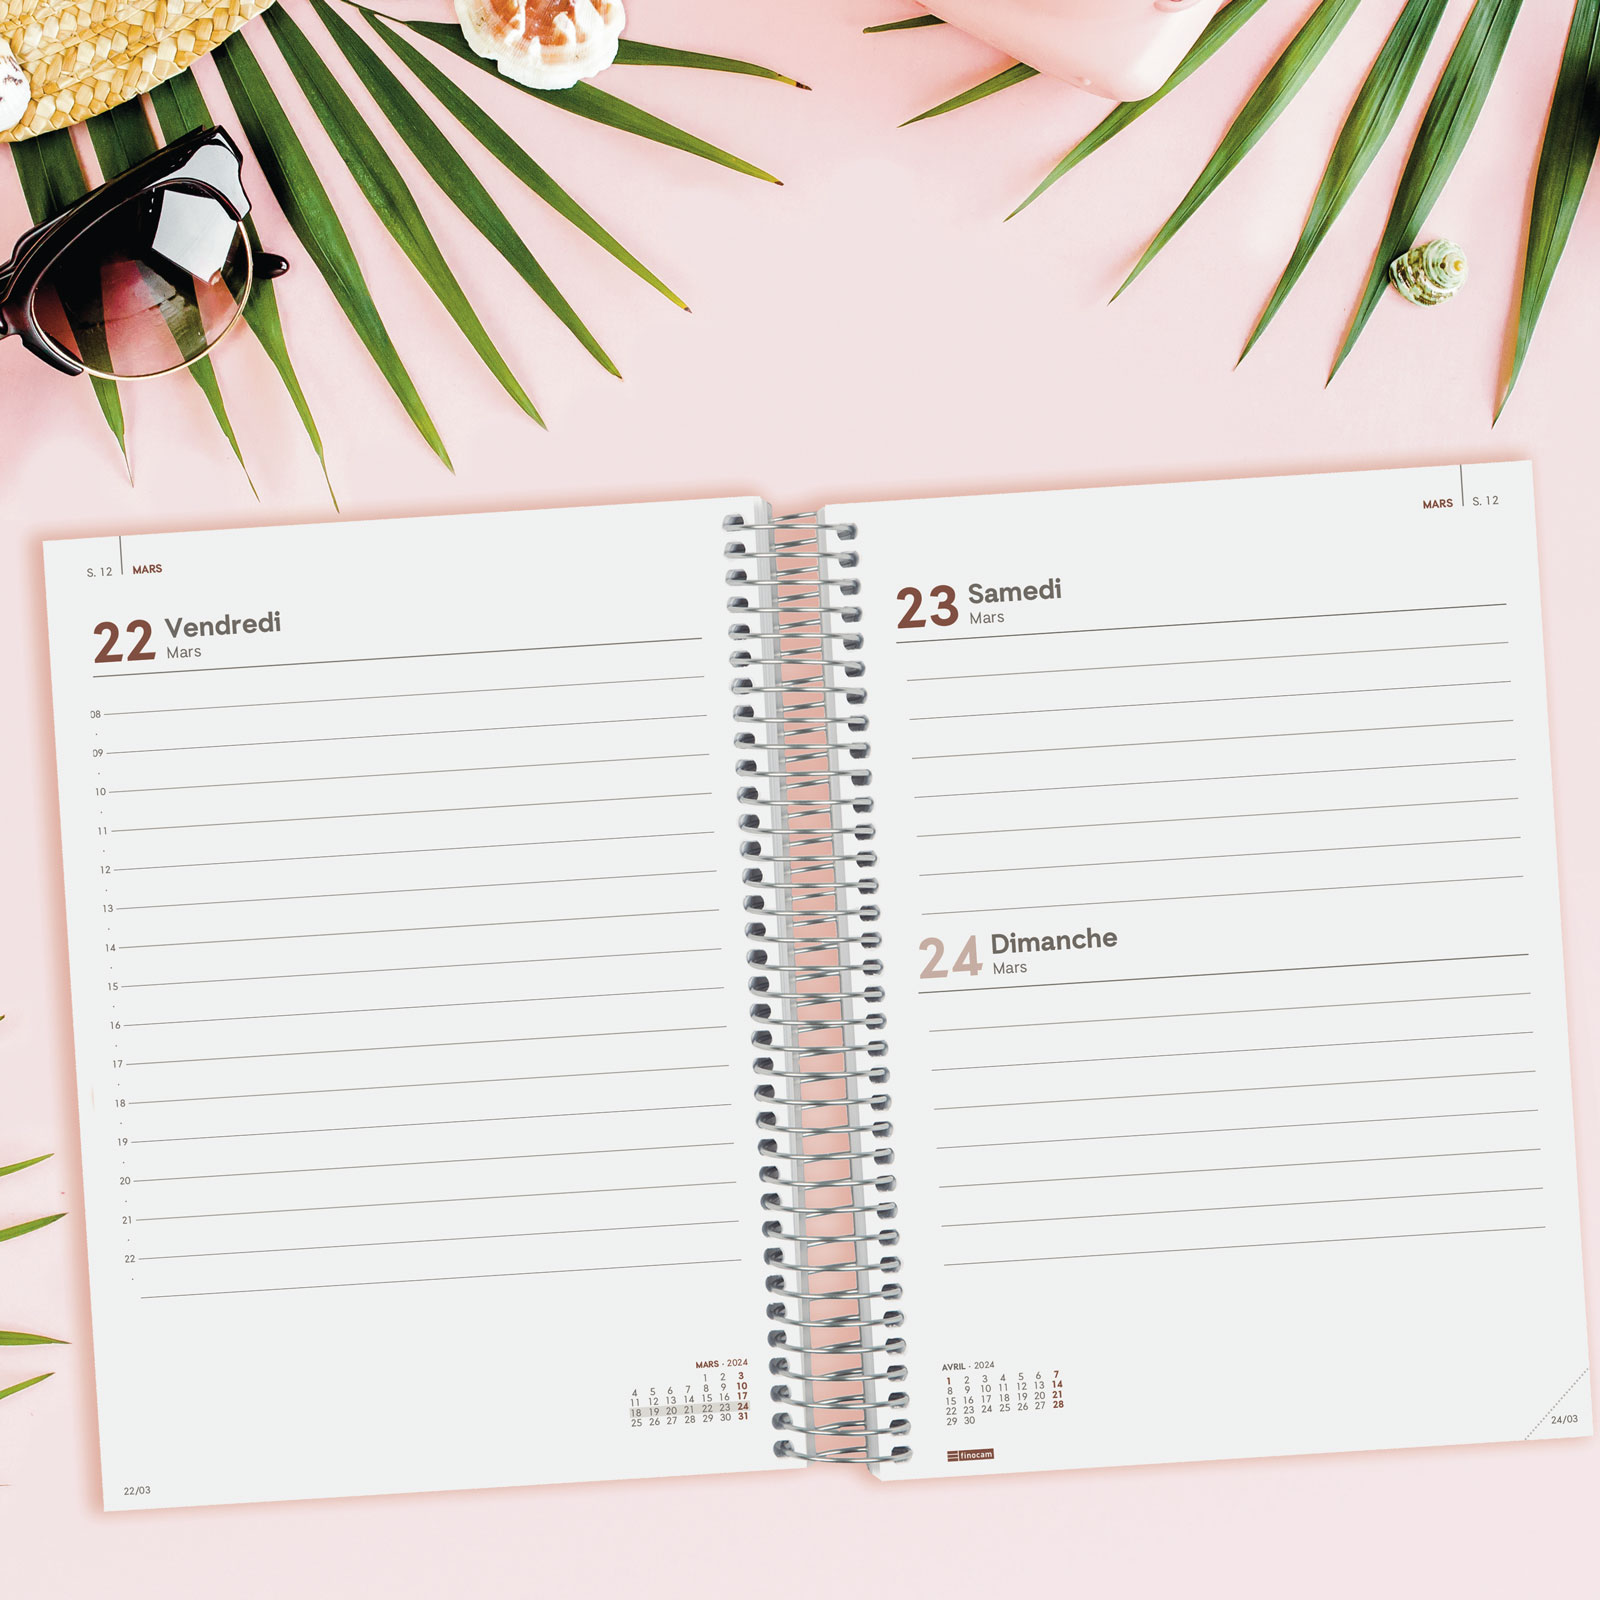 S. 12 MARS
22 Vendredi
Mars
08
09
10
11
12
13
14
15
16
17
18
19
20
21
22
MARS · 2024
1 2 3
4 5 6 7 8 9 10
11 12 13 14 15 16 17
18 19 20 21 22 23 24
25 26 27 28 29 30 31
22/03
MARS S. 12
23 Samedi
Mars
24 Dimanche
Mars
AVRIL · 2024
1 2 3 4 5 6 7
8 9 10 11 12 13 14
15 16 17 18 19 20 21
22 23 24 25 26 27 28
29 30
finocam
24/03